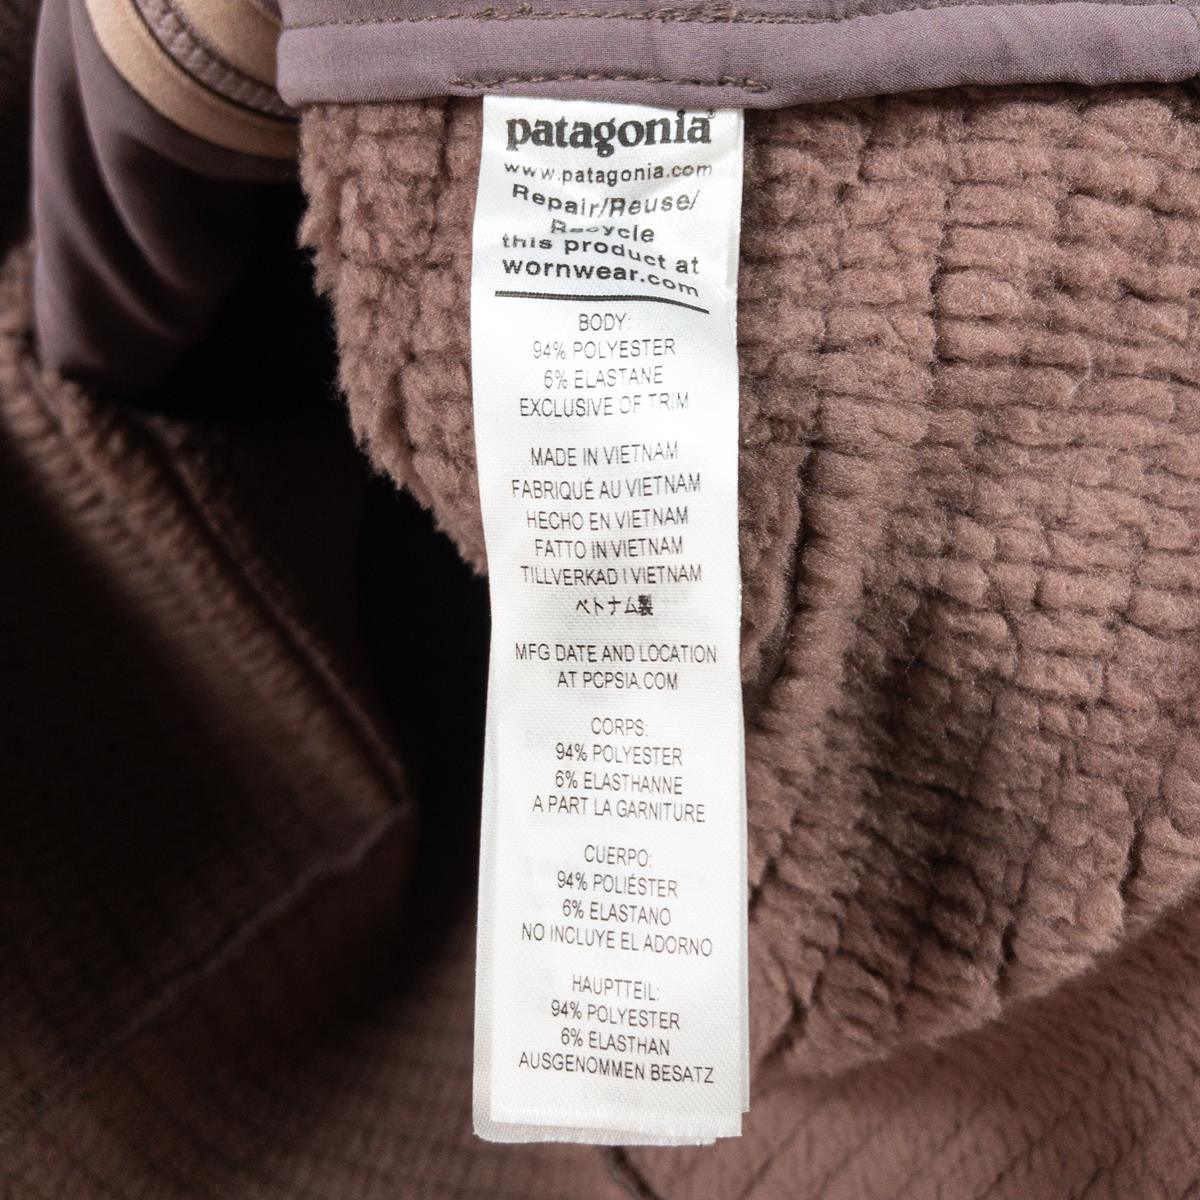 patagonia®
www.patagonia.com
Repair/Reuse/
Recycle
this product at
wornwear.com
BODY:
94% POLYESTER
6% ELASTANE
EXCLUSIVE OF TRIM
MADE IN VIETNAM
FABRIQUÉ AU VIETNAM
HECHO EN VIETNAM
FATTO IN VIETNAM
TILLVERKAD I VIETNAM
ベトナム製
MFG DATE AND LOCATION
AT PCPSIA.COM
CORPS:
94% POLYESTER
6% ELASTHANNE
A PART LA GARNITURE
CUERPO:
94% POLIÉSTER
6% ELASTANO
NO INCLUYE EL ADORNO
HAUPTTEIL:
94% POLYESTER
6% ELASTHAN
AUSGENOMMEN BESATZ